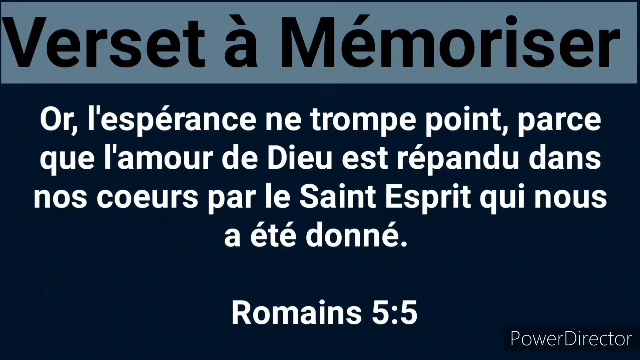 Verset à Mémoriser
Or, l'espérance ne trompe point, parce
que l'amour de Dieu est répandu dans
nos coeurs par le Saint Esprit qui nous
a été donné.
Romains 5:5
PowerDirector